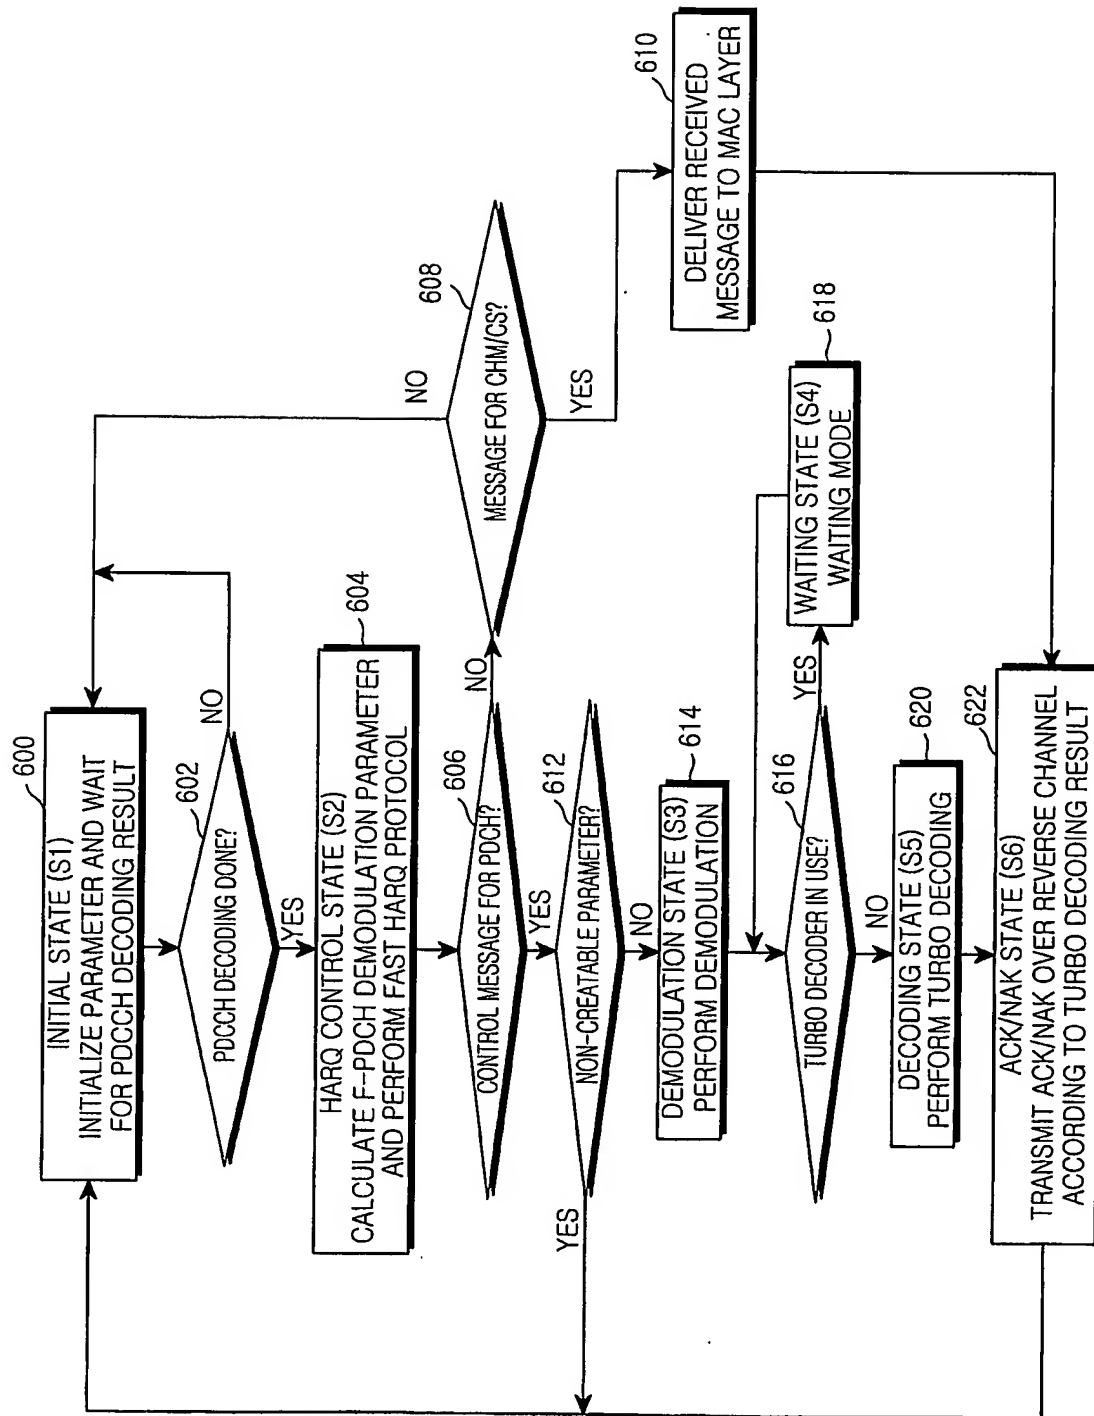 600
INITIAL STATE (S1)
INITIALIZE PARAMETER AND WAIT
FOR PDCCH DECODING RESULT
602
PDCCH DECODING DONE?
NO
YES
604
HARQ CONTROL STATE (S2)
CALCULATE F-PDCH DEMODULATION PARAMETER
AND PERFORM FAST HARQ PROTOCOL
606
CONTROL MESSAGE FOR PDCH?
NO
YES
608
MESSAGE FOR CHM/CS?
NO
YES
610
DELIVER RECEIVED
MESSAGE TO MAC LAYER
612
NON-CREATABLE PARAMETER?
YES
NO
614
DEMODULATION STATE (S3)
PERFORM DEMODULATION
616
TURBO DECODER IN USE?
YES
NO
618
WAITING STATE (S4)
WAITING MODE
620
DECODING STATE (S5)
PERFORM TURBO DECODING
622
ACK/NAK STATE (S6)
TRANSMIT ACK/NAK OVER REVERSE CHANNEL
ACCORDING TO TURBO DECODING RESULT